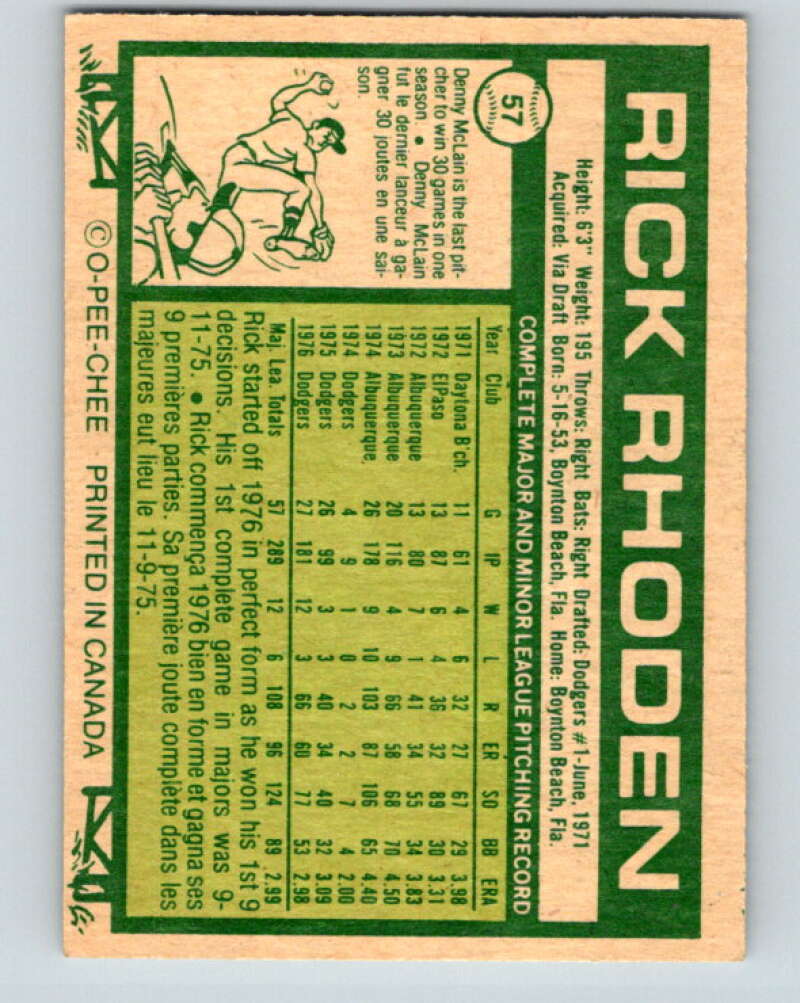 RICK RHODEN
Height: 6'3" Weight: 195 Throws: Right Bats: Right Drafted: Dodgers #1-June, 1971
Acquired: Via Draft Born: 5-16-53, Boynton Beach, Fla. Home: Boynton Beach, Fla.
57
COMPLETE MAJOR AND MINOR LEAGUE PITCHING RECORD
Denny McLain is the last pit-
cher to win 30 games in one
season. • Denny McLain
fut le dernier lanceur à ga-
gner 30 joutes en une sai-
son.
Year Club G IP W L R ER SO BB ERA
1971 Daytona B'ch. 11 61 4 6 32 27 67 29 3.98
1972 ElPaso 13 87 6 4 36 32 89 30 3.31
1972 Albuquerque 13 80 7 1 41 34 55 34 3.83
1973 Albuquerque 20 116 4 9 66 58 68 70 4.50
1974 Albuquerque, 26 178 9 10 103 87 106 65 4.40
1974 Dodgers 4 9 1 0 2 2 7 4 2.00
1975 Dodgers 26 99 3 3 40 34 40 32 3.09
1976 Dodgers 27 181 12 3 66 60 77 53 2.98
Maj. Lea. Totals 57 289 12 6 108 96 124 89 2.99
Rick started off 1976 in perfect form as he won his 1st 9
decisions. His 1st complete game in majors was 9-
11-75. • Rick commença 1976 bien en forme et gagna ses
9 premières parties. Sa première joute complète dans les
majeures eut lieu le 11-9-75.
© O-PEE-CHEE PRINTED IN CANADA